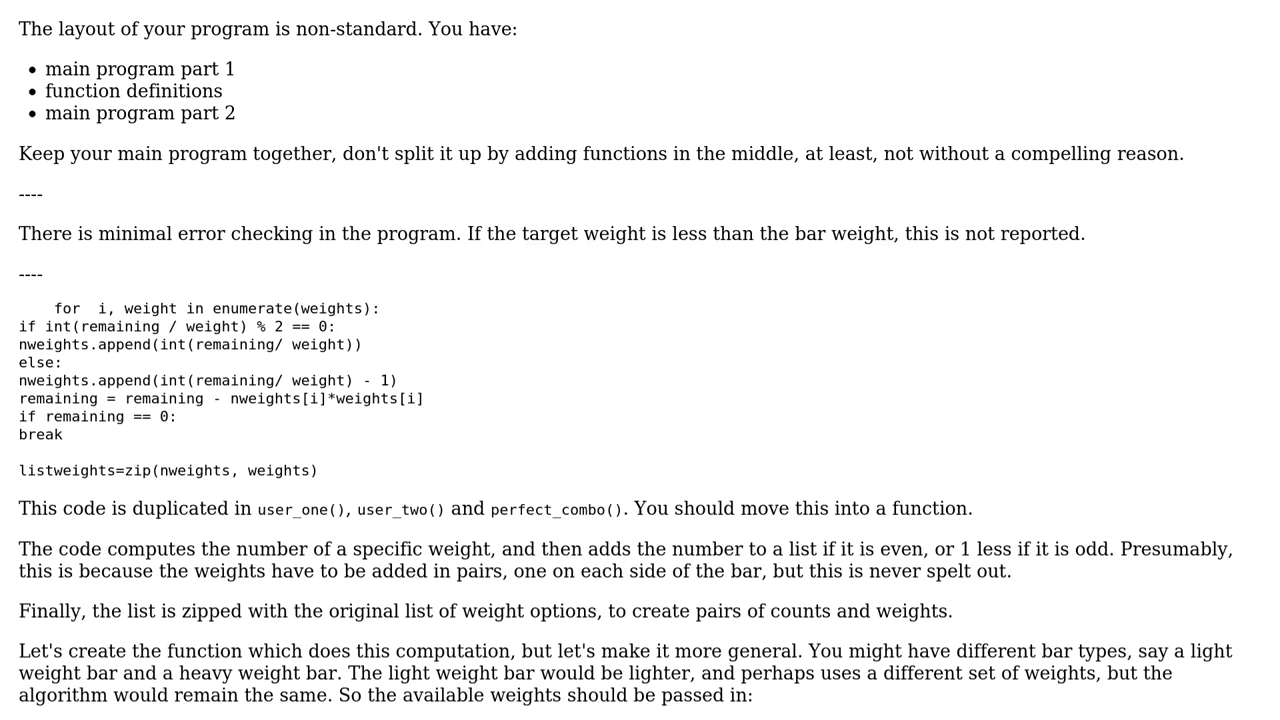 The layout of your program is non-standard. You have:
• main program part 1
• function definitions
• main program part 2
Keep your main program together, don't split it up by adding functions in the middle, at least, not without a compelling reason.
----
There is minimal error checking in the program. If the target weight is less than the bar weight, this is not reported.
----
    for  i, weight in enumerate(weights):
if int(remaining / weight) % 2 == 0:
nweights.append(int(remaining/ weight))
else:
nweights.append(int(remaining/ weight) - 1)
remaining = remaining - nweights[i]*weights[i]
if remaining == 0:
break
listweights=zip(nweights, weights)
This code is duplicated in user_one(), user_two() and perfect_combo(). You should move this into a function.
The code computes the number of a specific weight, and then adds the number to a list if it is even, or 1 less if it is odd. Presumably,
this is because the weights have to be added in pairs, one on each side of the bar, but this is never spelt out.
Finally, the list is zipped with the original list of weight options, to create pairs of counts and weights.
Let's create the function which does this computation, but let's make it more general. You might have different bar types, say a light
weight bar and a heavy weight bar. The light weight bar would be lighter, and perhaps uses a different set of weights, but the
algorithm would remain the same. So the available weights should be passed in: